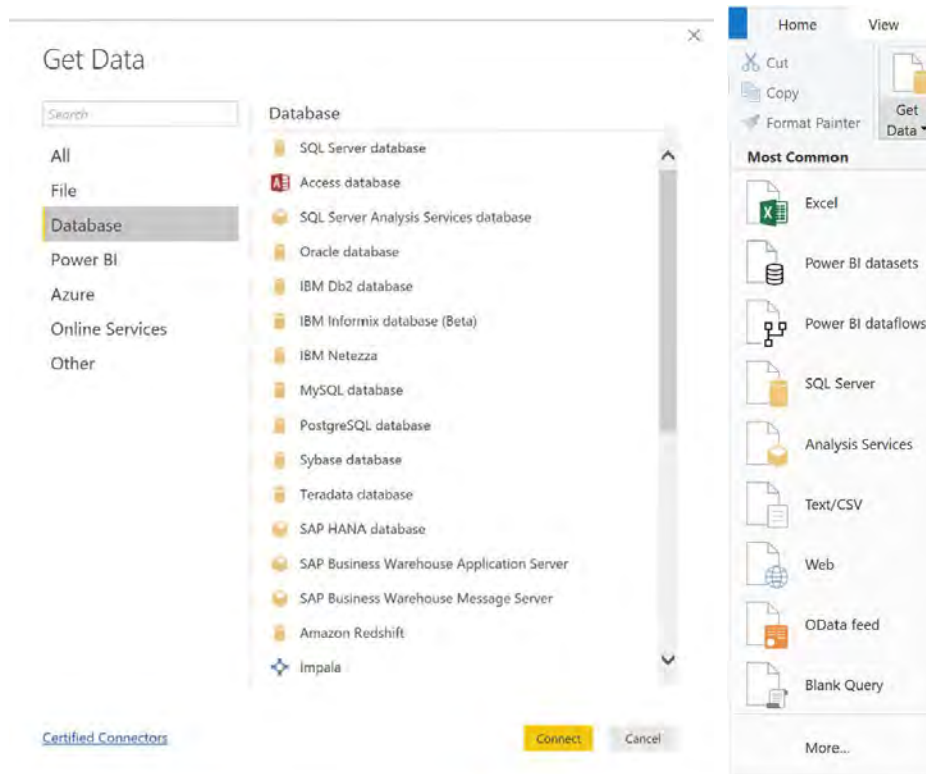 Get Data
Search
All
File
Database
Power BI
Azure
Online Services
Other
Database
SQL Server database
Access database
SQL Server Analysis Services database
Oracle database
IBM Db2 database
IBM Informix database (Beta)
IBM Netezza
MySQL database
PostgreSQL database
Sybase database
Teradata database
SAP HANA database
SAP Business Warehouse Application Server
SAP Business Warehouse Message Server
Amazon Redshift
Impala
Certified Connectors
Connect
Cancel
Home
View
Cut
Copy
Format Painter
Get
Data
Most Common
Excel
Power BI datasets
Power BI dataflows
SQL Server
Analysis Services
Text/CSV
Web
OData feed
Blank Query
More...